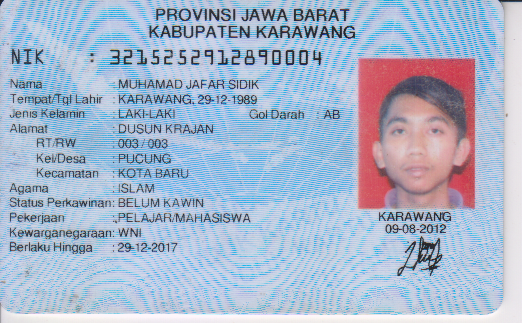 PROVINSI JAWA BARAT
KABUPATEN KARAWANG
NIK : 3215252912890004
Nama : MUHAMAD JAFAR SIDIK
Tempat/Tgl Lahir : KARAWANG, 29-12-1989
Jenis Kelamin : LAKI-LAKI Gol Darah : AB
Alamat : DUSUN KRAJAN
RT/RW : 003 / 003
Kel/Desa : PUCUNG
Kecamatan : KOTA BARU
Agama : ISLAM
Status Perkawinan: BELUM KAWIN
Pekerjaan : PELAJAR/MAHASISWA
Kewarganegaraan: WNI
Berlaku Hingga : 29-12-2017
KARAWANG
09-08-2012